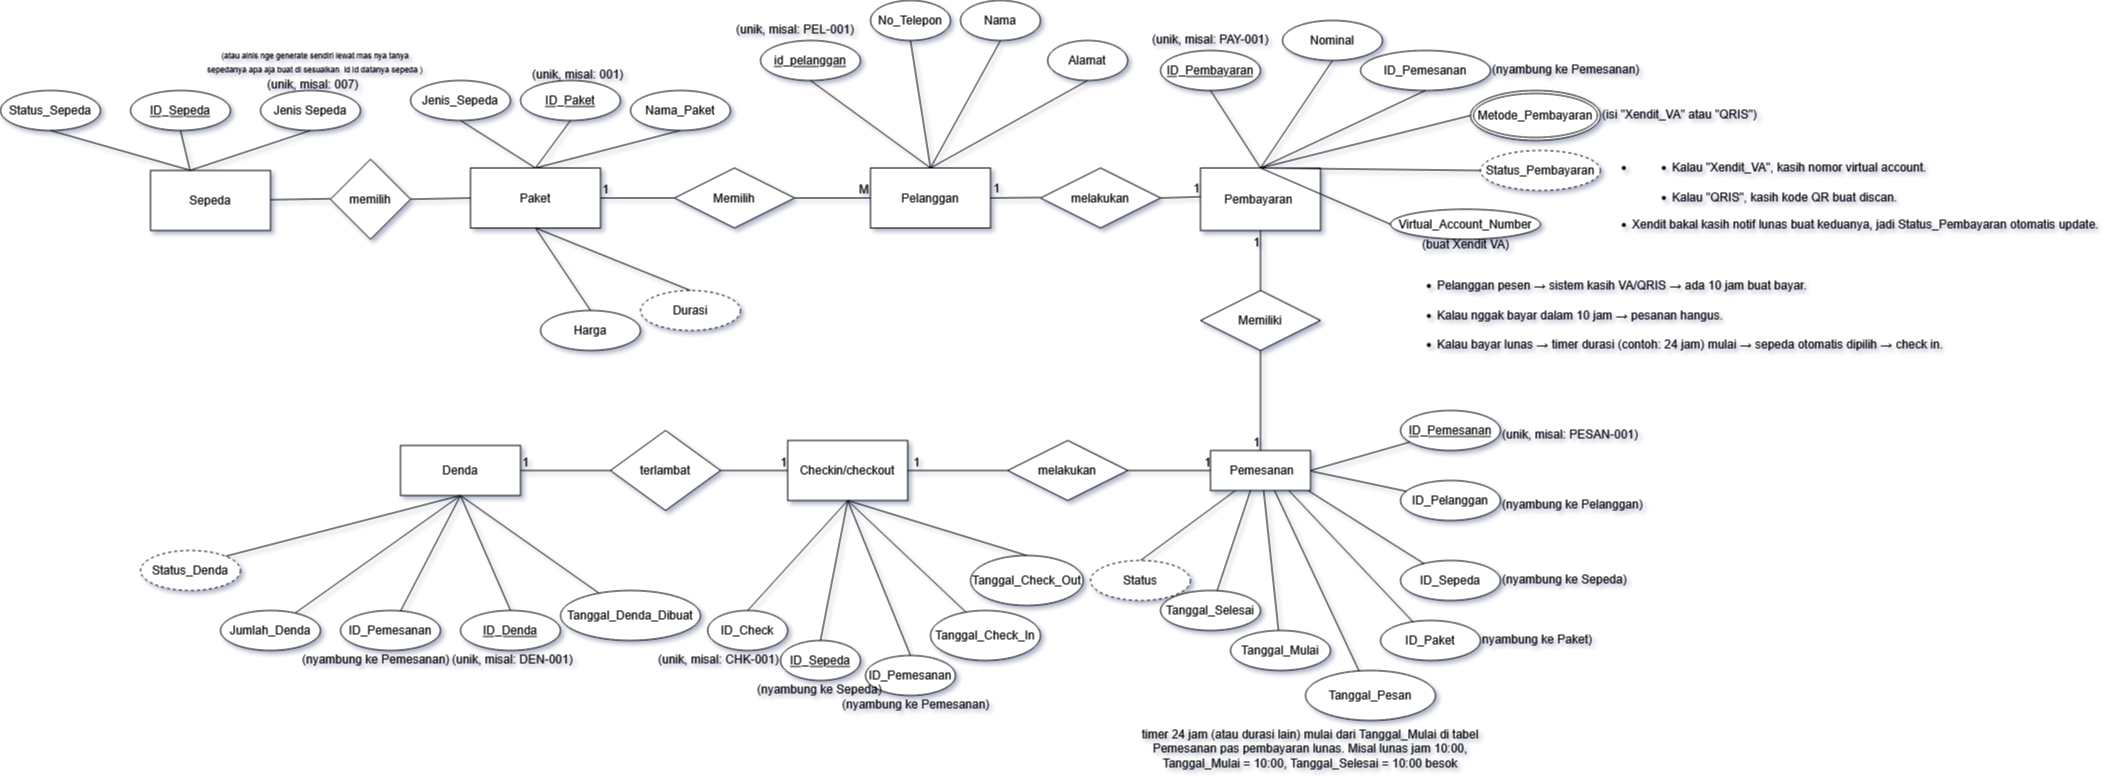 (atau ainis nge generate sendiri lewat mas nya tanya
sepedanya apa aja buat di sesuaikan id id datanya sepeda )
(unik, misal: 007)
Status_Sepeda
ID_Sepeda
Jenis Sepeda
Sepeda
memilih
(unik, misal: 001)
Jenis_Sepeda
ID_Paket
Nama_Paket
Paket
1
Harga
Durasi
Memilih
M
(unik, misal: PEL-001)
id_pelanggan
No_Telepon
Nama
Alamat
Pelanggan
1
melakukan
1
(unik, misal: PAY-001)
ID_Pembayaran
Nominal
ID_Pemesanan
(nyambung ke Pemesanan)
Metode_Pembayaran
(isi "Xendit_VA" atau "QRIS")
Status_Pembayaran
Pembayaran
Virtual_Account_Number
(buat Xendit VA)
• • Kalau "Xendit_VA", kasih nomor virtual account.
• Kalau "QRIS", kasih kode QR buat discan.
• Xendit bakal kasih notif lunas buat keduanya, jadi Status_Pembayaran otomatis update.
1
Memiliki
1
• Pelanggan pesen → sistem kasih VA/QRIS → ada 10 jam buat bayar.
• Kalau nggak bayar dalam 10 jam → pesanan hangus.
• Kalau bayar lunas → timer durasi (contoh: 24 jam) mulai → sepeda otomatis dipilih → check in.
Denda
1
terlambat
1
Checkin/checkout
1
melakukan
1
Pemesanan
ID_Pemesanan
(unik, misal: PESAN-001)
ID_Pelanggan
(nyambung ke Pelanggan)
ID_Sepeda
(nyambung ke Sepeda)
ID_Paket
nyambung ke Paket)
Status_Denda
Jumlah_Denda
ID_Pemesanan
(nyambung ke Pemesanan)
ID_Denda
(unik, misal: DEN-001)
Tanggal_Denda_Dibuat
ID_Check
(unik, misal: CHK-001)
ID_Sepeda
(nyambung ke Sepeda)
ID_Pemesanan
(nyambung ke Pemesanan)
Tanggal_Check_In
Tanggal_Check_Out
Status
Tanggal_Selesai
Tanggal_Mulai
Tanggal_Pesan
timer 24 jam (atau durasi lain) mulai dari Tanggal_Mulai di tabel
Pemesanan pas pembayaran lunas. Misal lunas jam 10:00,
Tanggal_Mulai = 10:00, Tanggal_Selesai = 10:00 besok